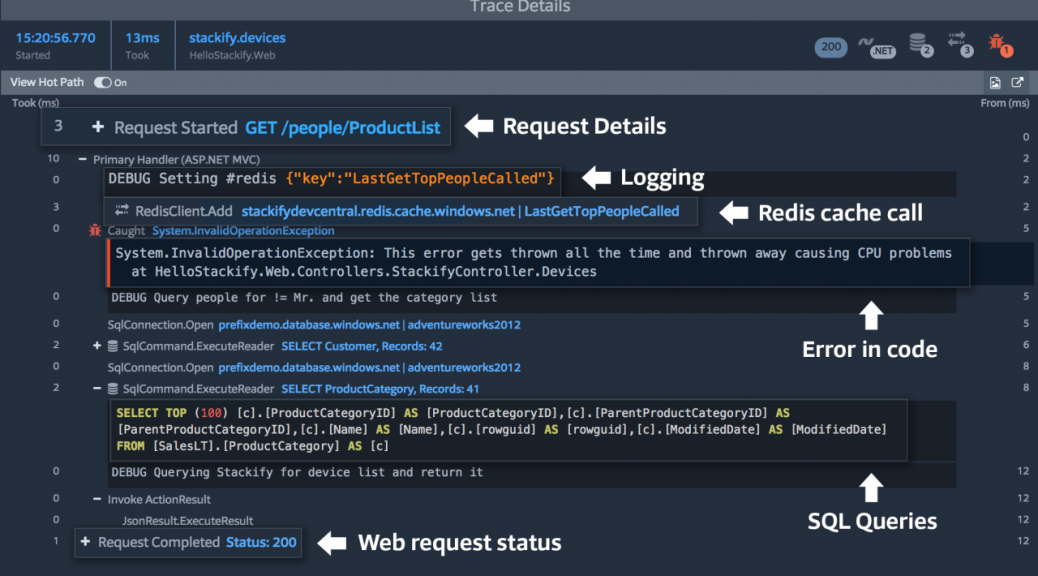 Trace Details
15:20:56.770 13ms stackify.devices 200 .NET 2 3 1
Started Took HelloStackify.Web
View Hot Path On
Took (ms) From (ms)
3 + Request Started GET /people/ProductList Request Details 0
10 − Primary Handler (ASP.NET MVC) 2
0 DEBUG Setting #redis {"key":"LastGetTopPeopleCalled"} Logging 2
3 RedisClient.Add stackifydevcentral.redis.cache.windows.net | LastGetTopPeopleCalled Redis cache call 2
0 Caught System.InvalidOperationException 5
System.InvalidOperationException: This error gets thrown all the time and thrown away causing CPU problems
at HelloStackify.Web.Controllers.StackifyController.Devices
0 DEBUG Query people for != Mr. and get the category list 5
0 SqlConnection.Open prefixdemo.database.windows.net | adventureworks2012 5
2 + SqlCommand.ExecuteReader SELECT Customer, Records: 42 6
Error in code
0 SqlConnection.Open prefixdemo.database.windows.net | adventureworks2012 8
2 − SqlCommand.ExecuteReader SELECT ProductCategory, Records: 41 8
SELECT TOP (100) [c].[ProductCategoryID] AS [ProductCategoryID],[c].[ParentProductCategoryID] AS
[ParentProductCategoryID],[c].[Name] AS [Name],[c].[rowguid] AS [rowguid],[c].[ModifiedDate] AS [ModifiedDate]
FROM [SalesLT].[ProductCategory] AS [c]
0 DEBUG Querying Stackify for device list and return it 12
0 − Invoke ActionResult 12
0 JsonResult.ExecuteResult 12
SQL Queries
1 + Request Completed Status: 200 Web request status 12